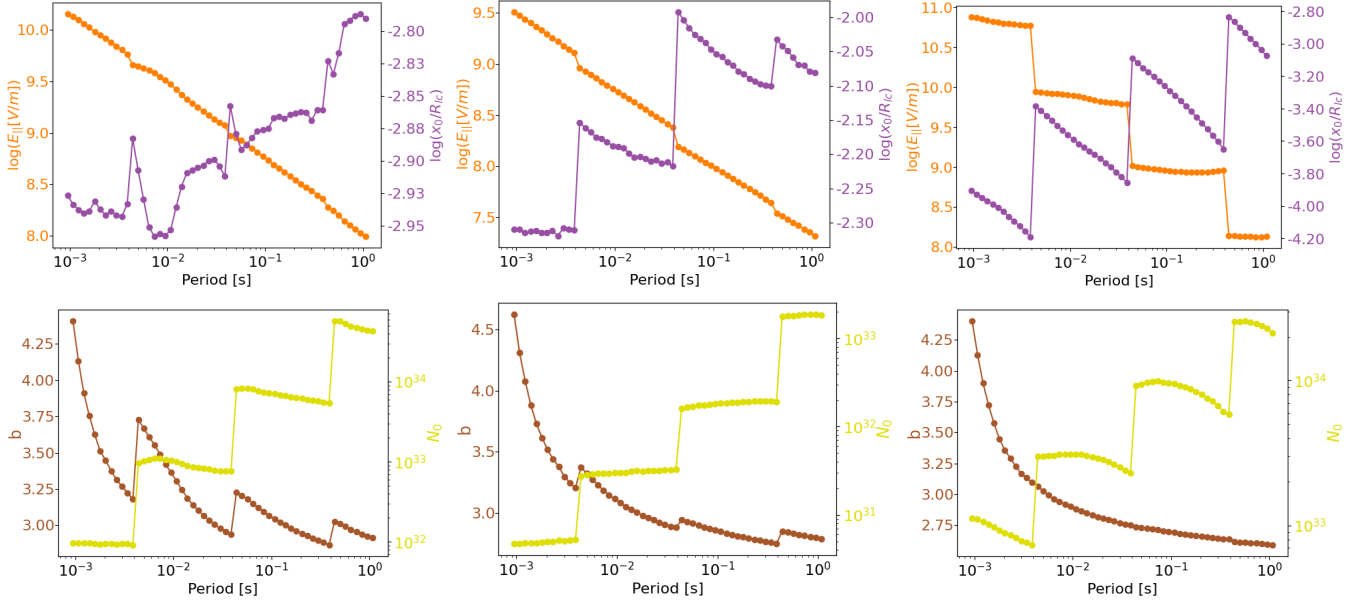 10.0
9.5
9.0
8.5
8.0
log(E||[V/m])
-2.80
-2.83
-2.85
-2.88
-2.90
-2.93
-2.95
log(x₀/R_lc)
10⁻³ 10⁻² 10⁻¹ 10⁰
Period [s]
9.5
9.0
8.5
8.0
7.5
log(E||[V/m])
-2.00
-2.05
-2.10
-2.15
-2.20
-2.25
-2.30
log(x₀/R_lc)
10⁻³ 10⁻² 10⁻¹ 10⁰
Period [s]
11.0
10.5
10.0
9.5
9.0
8.5
8.0
log(E||[V/m])
-2.80
-3.00
-3.20
-3.40
-3.60
-3.80
-4.00
-4.20
log(x₀/R_lc)
10⁻³ 10⁻² 10⁻¹ 10⁰
Period [s]
4.25
4.00
3.75
3.50
3.25
3.00
b
10³⁴
10³³
10³²
N₀
10⁻³ 10⁻² 10⁻¹ 10⁰
Period [s]
4.5
4.0
3.5
3.0
b
10³³
10³²
10³¹
N₀
10⁻³ 10⁻² 10⁻¹ 10⁰
Period [s]
4.25
4.00
3.75
3.50
3.25
3.00
2.75
b
10³⁴
10³³
N₀
10⁻³ 10⁻² 10⁻¹ 10⁰
Period [s]